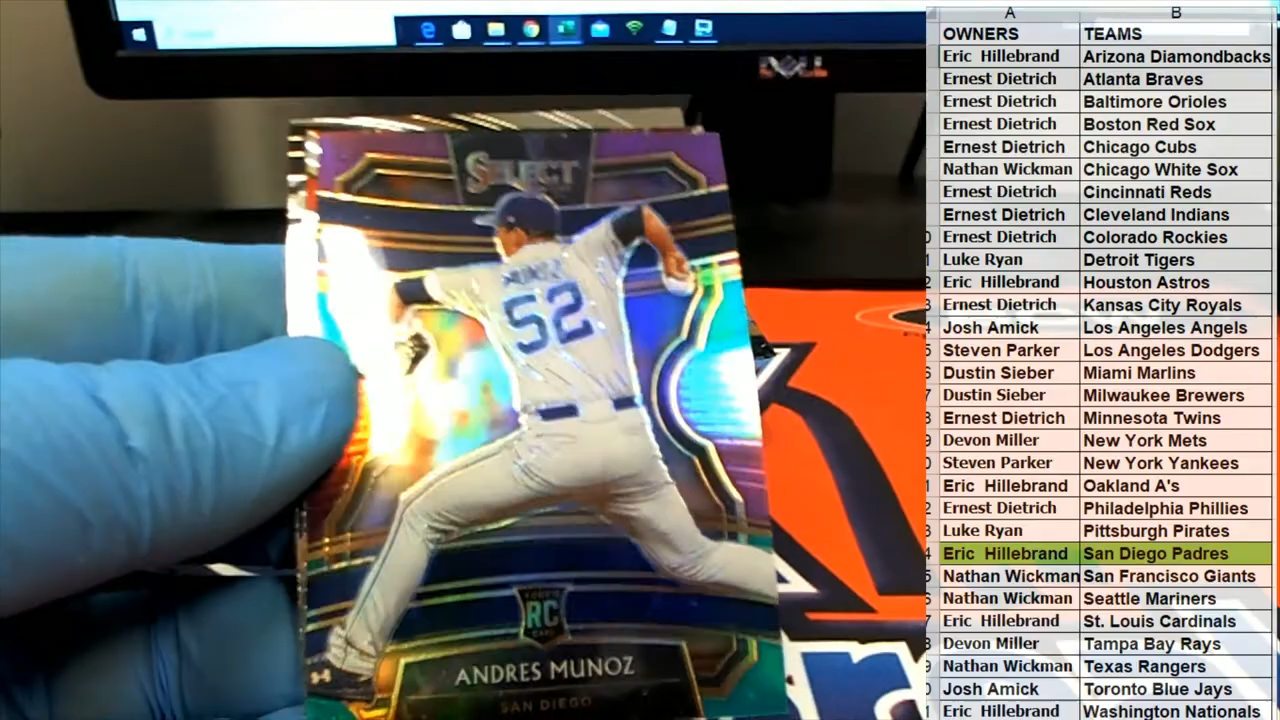 DELL
SELECT
MUNOZ
52
RC
ANDRES MUNOZ
SAN DIEGO
A B
OWNERS TEAMS
Eric Hillebrand Arizona Diamondbacks
Ernest Dietrich Atlanta Braves
Ernest Dietrich Baltimore Orioles
Ernest Dietrich Boston Red Sox
Ernest Dietrich Chicago Cubs
Nathan Wickman Chicago White Sox
Ernest Dietrich Cincinnati Reds
Ernest Dietrich Cleveland Indians
Ernest Dietrich Colorado Rockies
Luke Ryan Detroit Tigers
Eric Hillebrand Houston Astros
Ernest Dietrich Kansas City Royals
Josh Amick Los Angeles Angels
Steven Parker Los Angeles Dodgers
Dustin Sieber Miami Marlins
Dustin Sieber Milwaukee Brewers
Ernest Dietrich Minnesota Twins
Devon Miller New York Mets
Steven Parker New York Yankees
Eric Hillebrand Oakland A's
Ernest Dietrich Philadelphia Phillies
Luke Ryan Pittsburgh Pirates
Eric Hillebrand San Diego Padres
Nathan Wickman San Francisco Giants
Nathan Wickman Seattle Mariners
Eric Hillebrand St. Louis Cardinals
Devon Miller Tampa Bay Rays
Nathan Wickman Texas Rangers
Josh Amick Toronto Blue Jays
Eric Hillebrand Washington Nationals